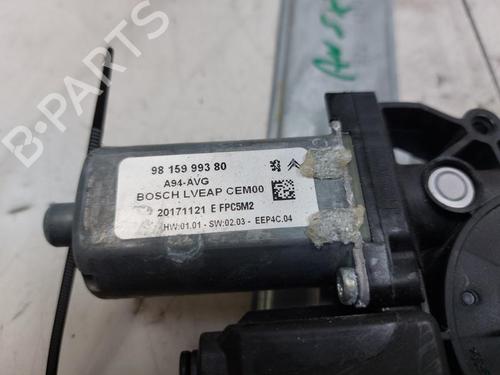 98 159 993 80
A94-AVG
BOSCH LVEAP CEM00
20171121 E FPC5M2
HW:01.01 - SW:02.03 - EEP4C.04